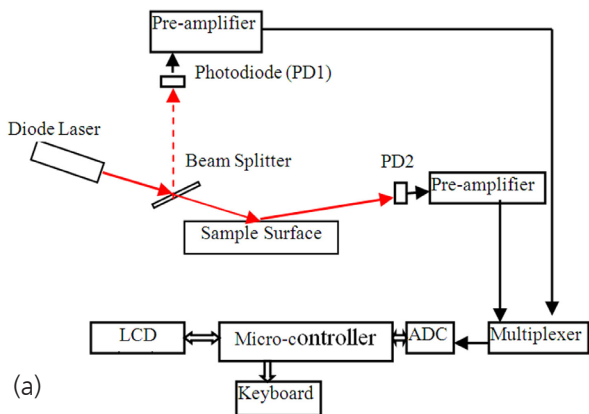 Pre-amplifier
Photodiode (PD1)
Diode Laser
Beam Splitter
PD2
Pre-amplifier
Sample Surface
LCD
Micro-controller
ADC
Multiplexer
Keyboard
(a)